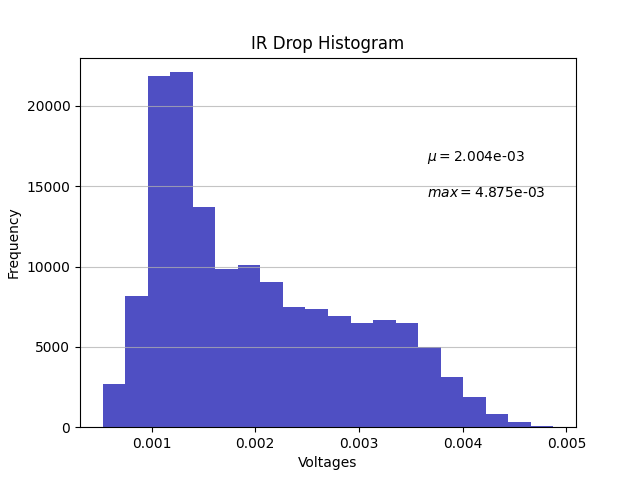 IR Drop Histogram
20000
μ = 2.004e-03
15000
max = 4.875e-03
10000
5000
0
Frequency
0.001 0.002 0.003 0.004 0.005
Voltages